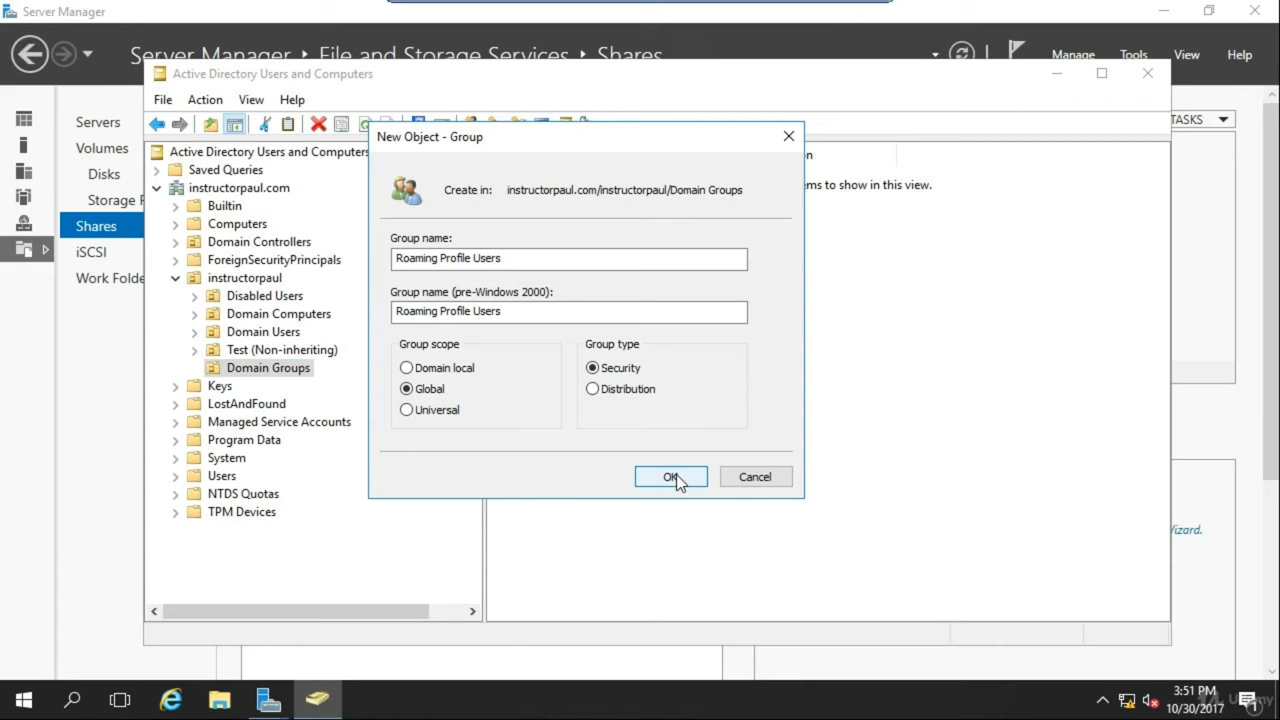 Server Manager
Server Manager ▸ File and Storage Services ▸ Shares
Manage Tools View Help
Active Directory Users and Computers
File Action View Help
Servers
Volumes
Disks
Storage P
Shares
iSCSI
Work Folde
TASKS
Active Directory Users and Computers
Saved Queries
instructorpaul.com
Builtin
Computers
Domain Controllers
ForeignSecurityPrincipals
instructorpaul
Disabled Users
Domain Computers
Domain Users
Test (Non-inheriting)
Domain Groups
Keys
LostAndFound
Managed Service Accounts
Program Data
System
Users
NTDS Quotas
TPM Devices
New Object - Group
Create in: instructorpaul.com/instructorpaul/Domain Groups
Group name:
Roaming Profile Users
Group name (pre-Windows 2000):
Roaming Profile Users
Group scope
Domain local
Global
Universal
Group type
Security
Distribution
OK
Cancel
on
ems to show in this view.
izard.
3:51 PM
10/30/2017
Udemy